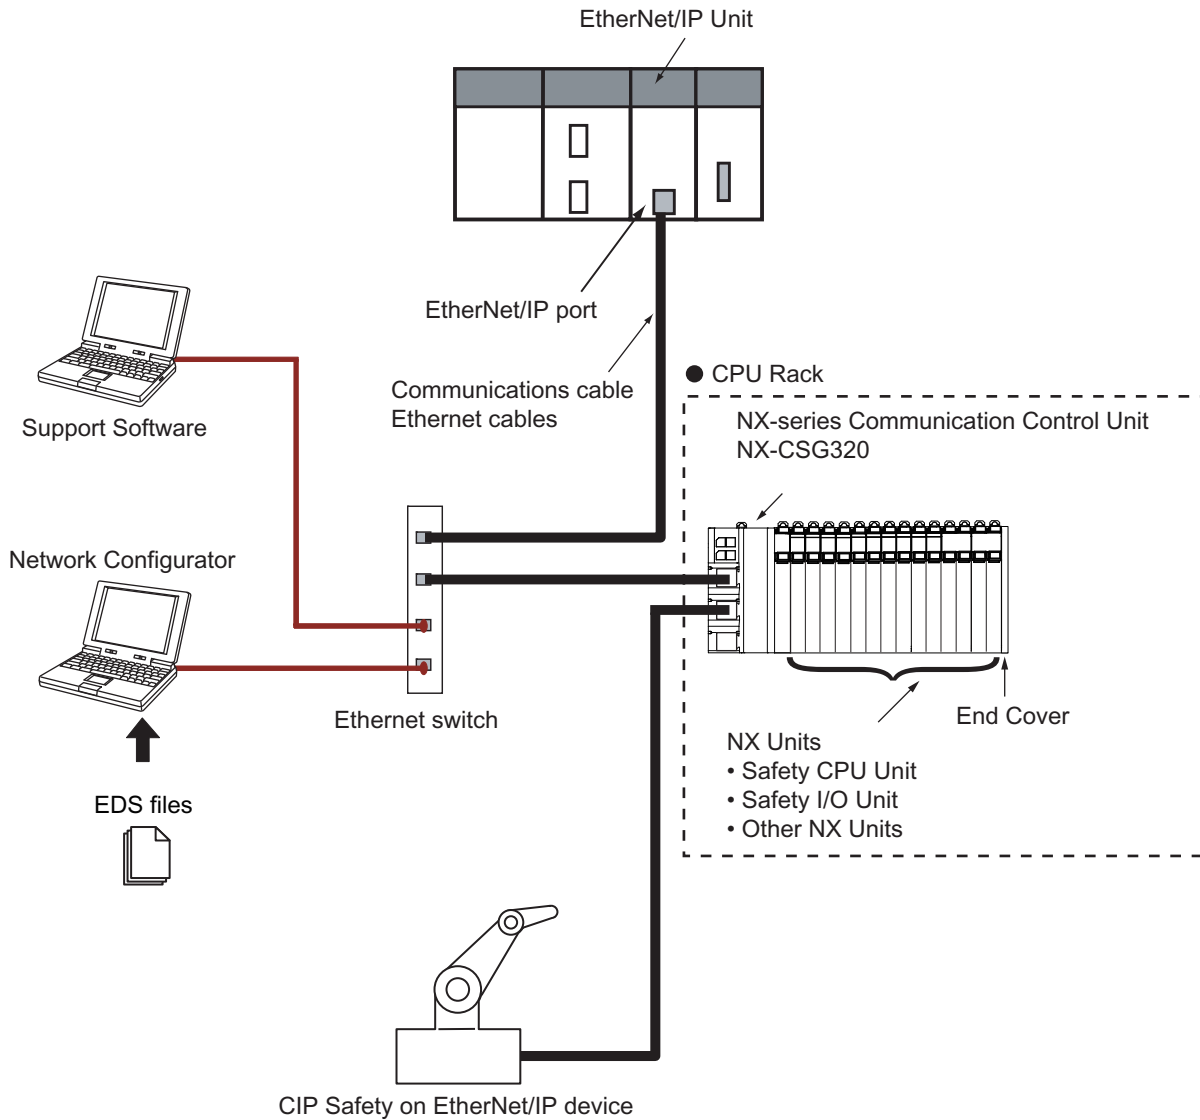 EtherNet/IP Unit
EtherNet/IP port
Communications cable
Ethernet cables
Support Software
● CPU Rack
NX-series Communication Control Unit
NX-CSG320
Network Configurator
Ethernet switch
End Cover
NX Units
• Safety CPU Unit
• Safety I/O Unit
• Other NX Units
EDS files
CIP Safety on EtherNet/IP device